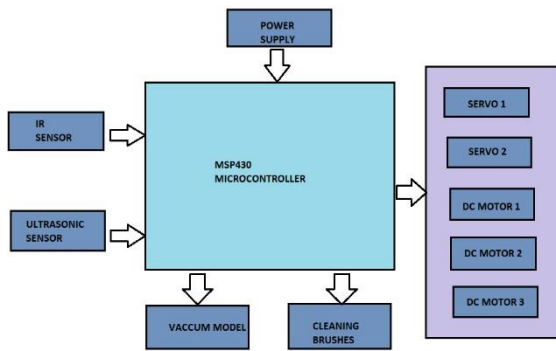 POWER
SUPPLY
IR
SENSOR
MSP430
MICROCONTROLLER
ULTRASONIC
SENSOR
SERVO 1
SERVO 2
DC MOTOR 1
DC MOTOR 2
DC MOTOR 3
VACCUM MODEL
CLEANING
BRUSHES